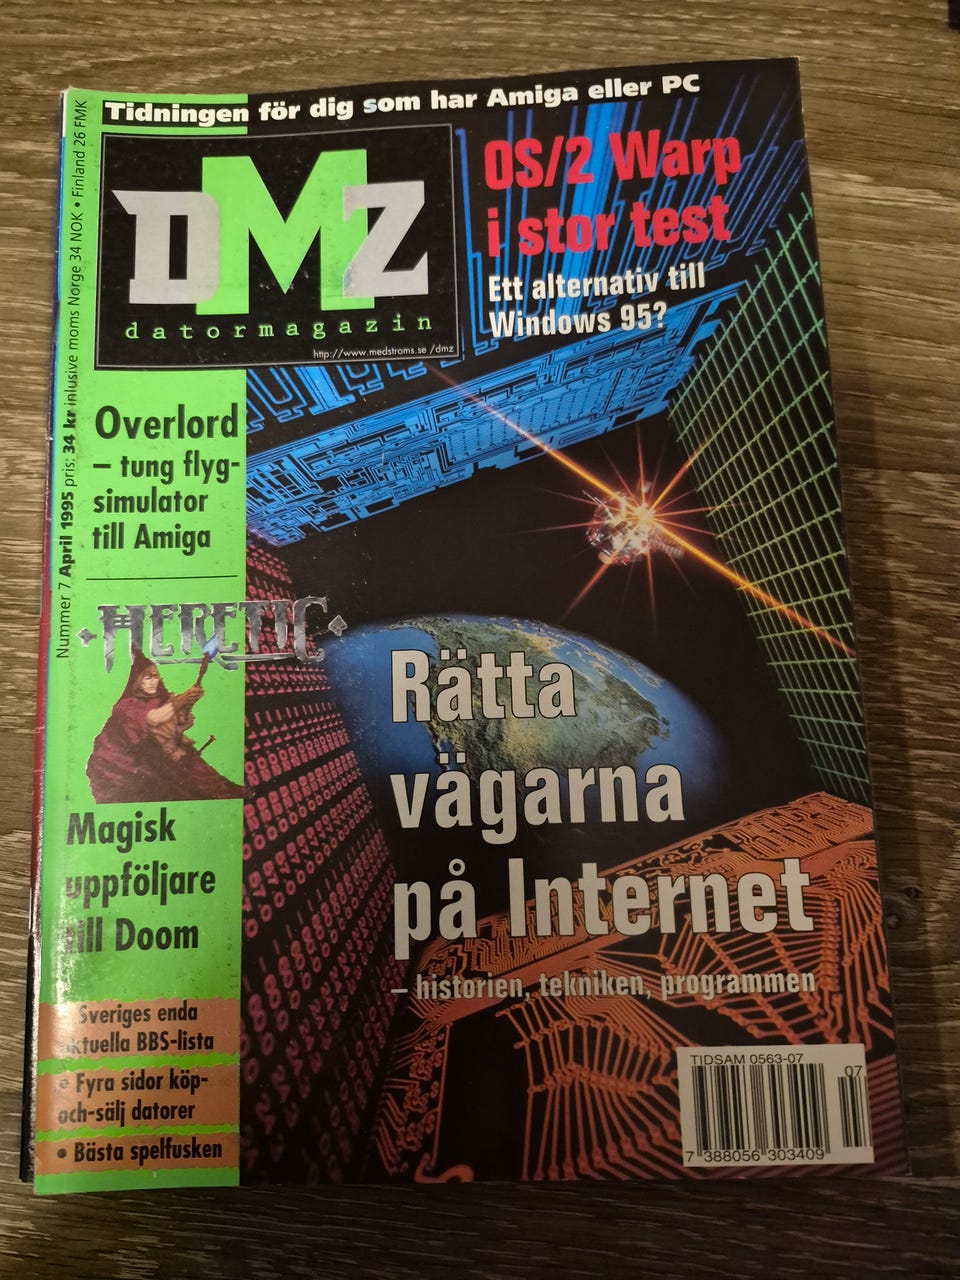 Tidningen för dig som har Amiga eller PC
DMZ
datormagazin
http://www.medstroms.se /dmz
OS/2 Warp
i stor test
Ett alternativ till
Windows 95?
Nummer 7 April 1995 pris: 34 kr inlusive moms Norge 34 NOK • Finland 26 FMK
Overlord
– tung flyg-
simulator
till Amiga
HERETIC
Magisk
uppföljare
till Doom
Rätta
vägarna
på Internet
– historien, tekniken, programmen
Sveriges enda
aktuella BBS-lista
• Fyra sidor köp-
och-sälj datorer
• Bästa spelfusken
TIDSAM 0563-07
07
7 388056 303409